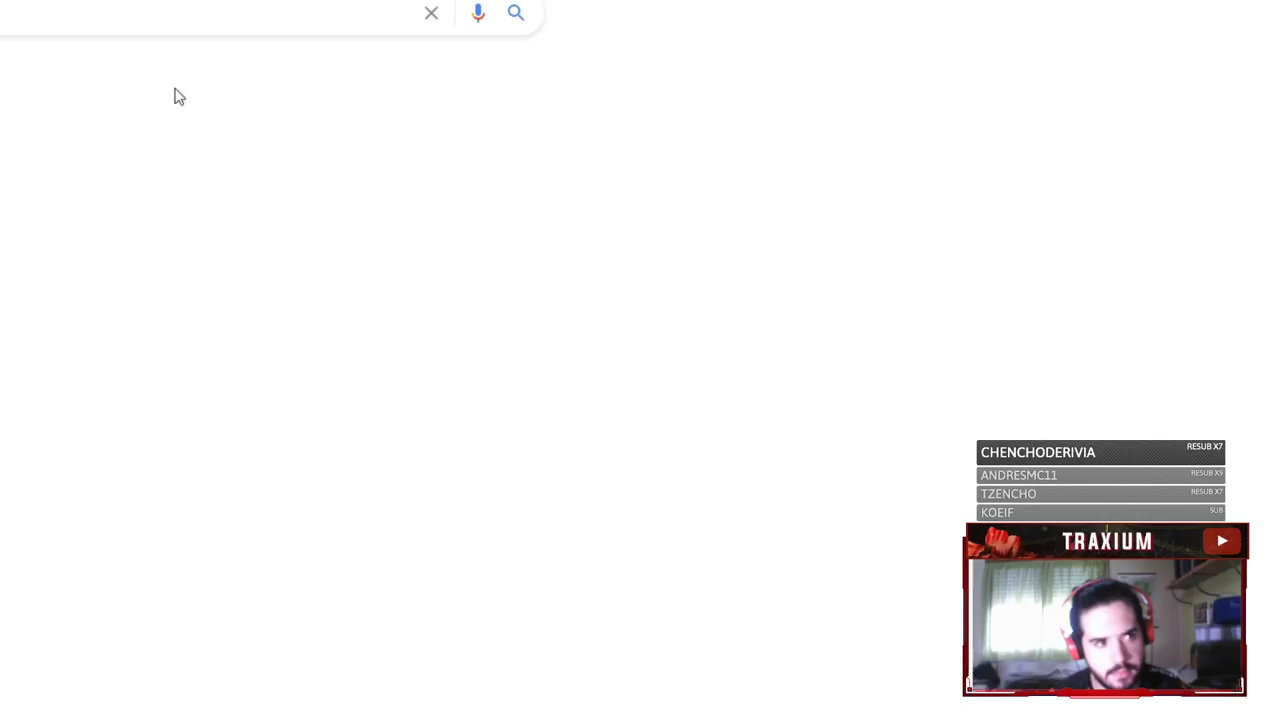 CHENCHODERIVIA RESUB X7
ANDRESMC11 RESUB X9
TZENCHO RESUB X7
KOEIF SUB
TRAXIUM